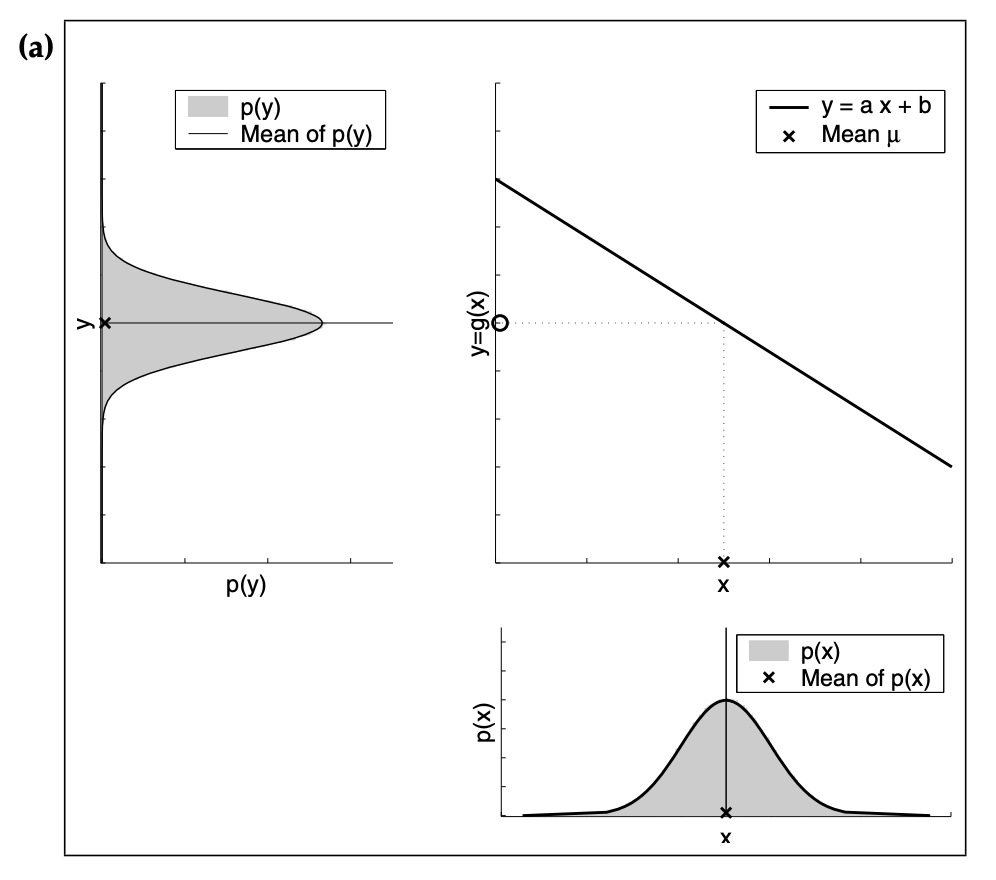 (a)
p(y)
Mean of p(y)
y
p(y)
y = a x + b
Mean μ
y=g(x)
x
p(x)
Mean of p(x)
p(x)
x